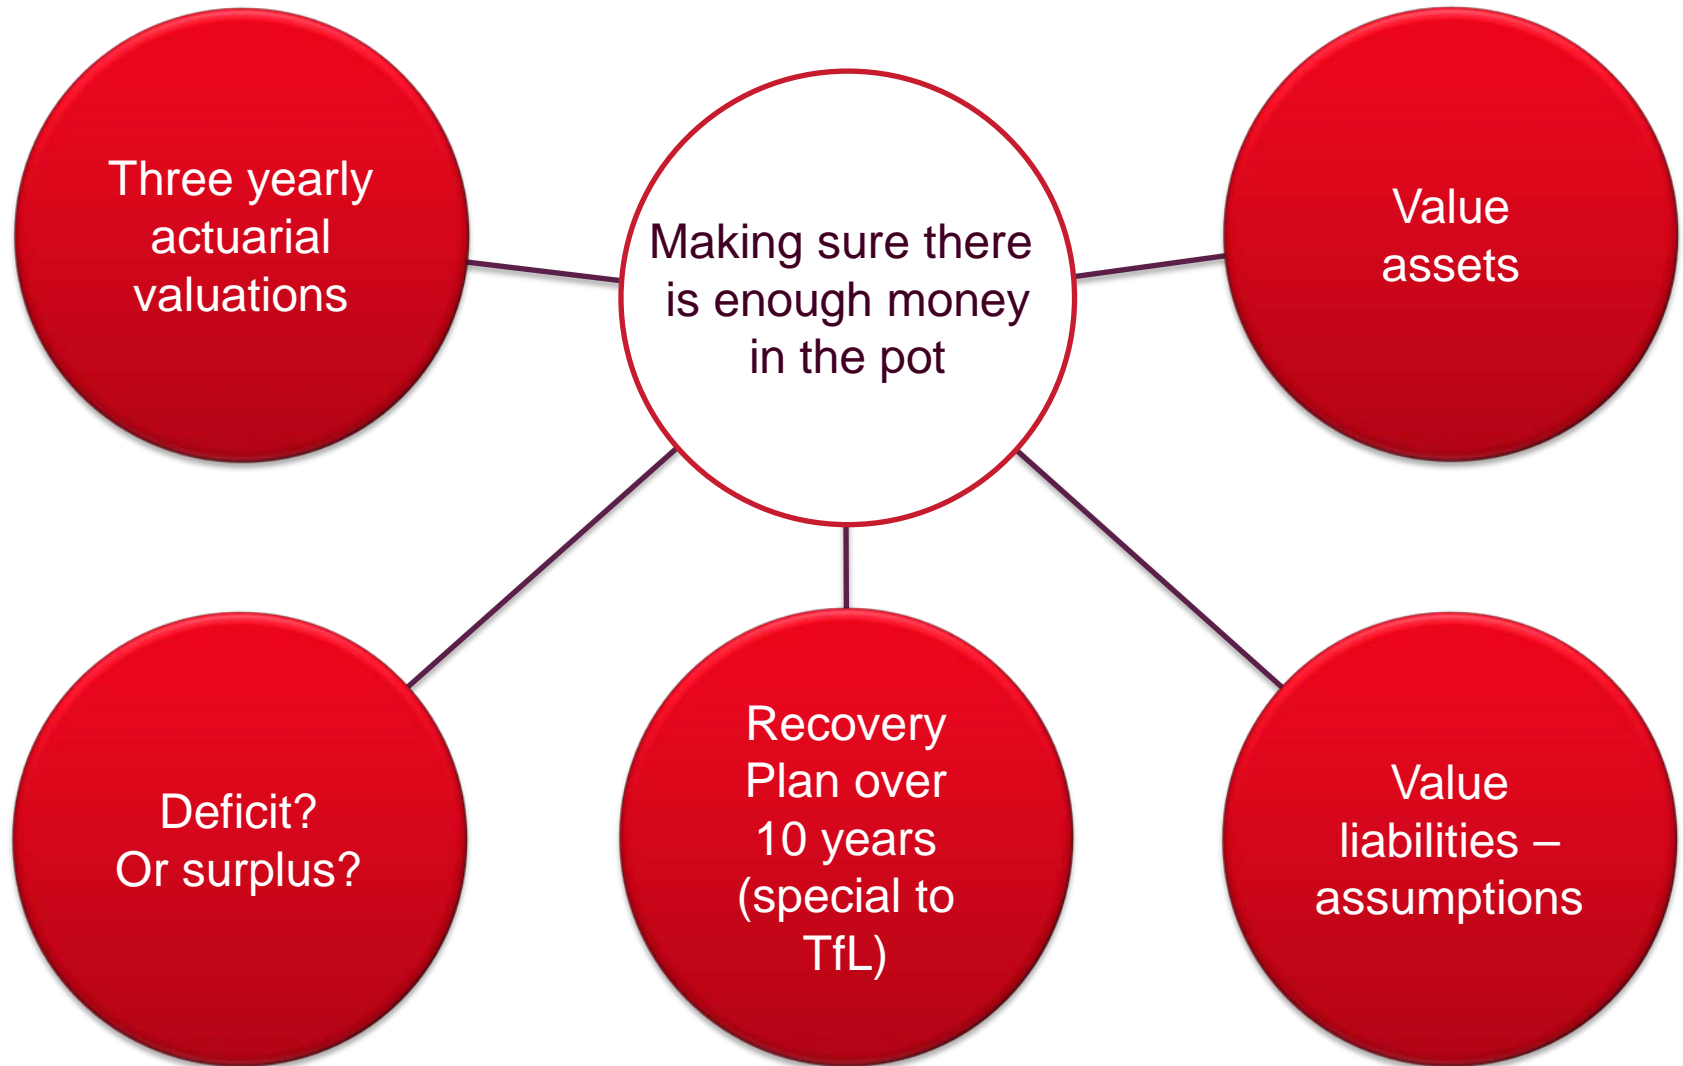 Three yearly
actuarial
valuations
Making sure there
is enough money
in the pot
Value
assets
Deficit?
Or surplus?
Recovery
Plan over
10 years
(special to
TfL)
Value
liabilities –
assumptions